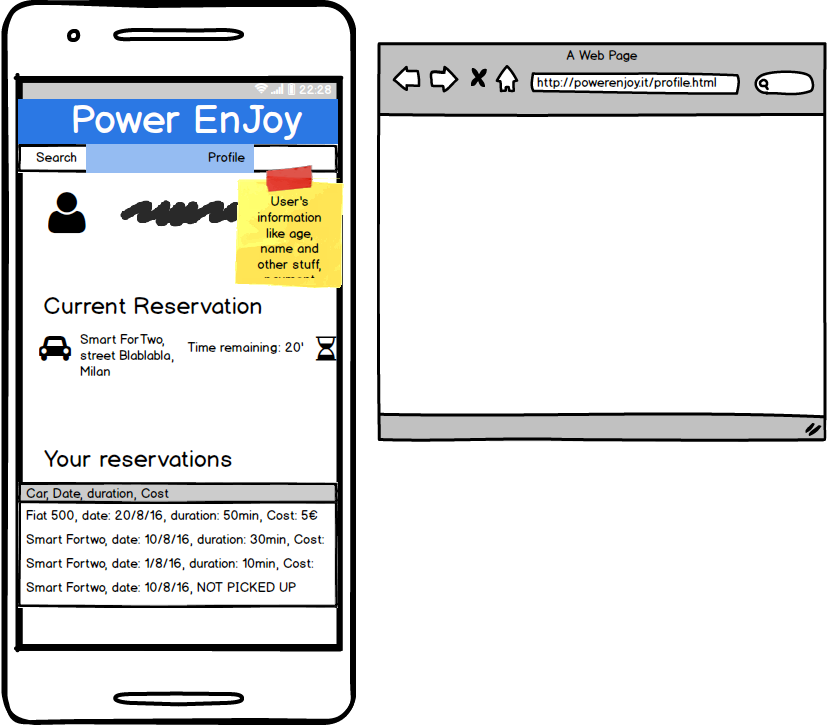 22:28
Power EnJoy
Search Profile
User's
information
like age,
name and
other stuff,
Current Reservation
Smart ForTwo,
street Blablabla,
Milan
Time remaining: 20'
Your reservations
Car, Date, duration, Cost
Fiat 500, date: 20/8/16, duration: 50min, Cost: 5€
Smart Fortwo, date: 10/8/16, duration: 30min, Cost:
Smart Fortwo, date: 1/8/16, duration: 10min, Cost:
Smart Fortwo, date: 10/8/16, NOT PICKED UP
A Web Page
http://powerenjoy.it/profile.html